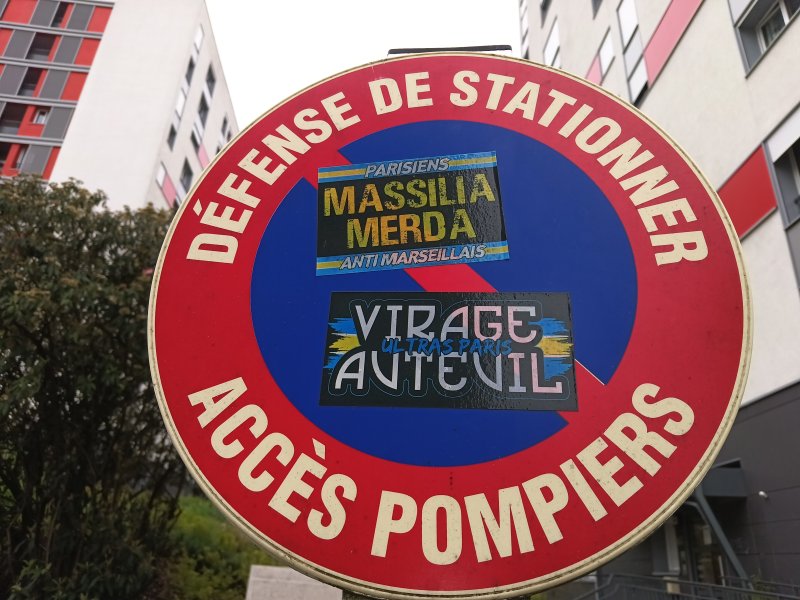 DÉFENSE DE STATIONNER
PARISIENS
MASSILIA
MERDA
ANTI MARSEILLAIS
VIRAGE
ULTRAS PARIS
AUTEUIL
ACCÈS POMPIERS